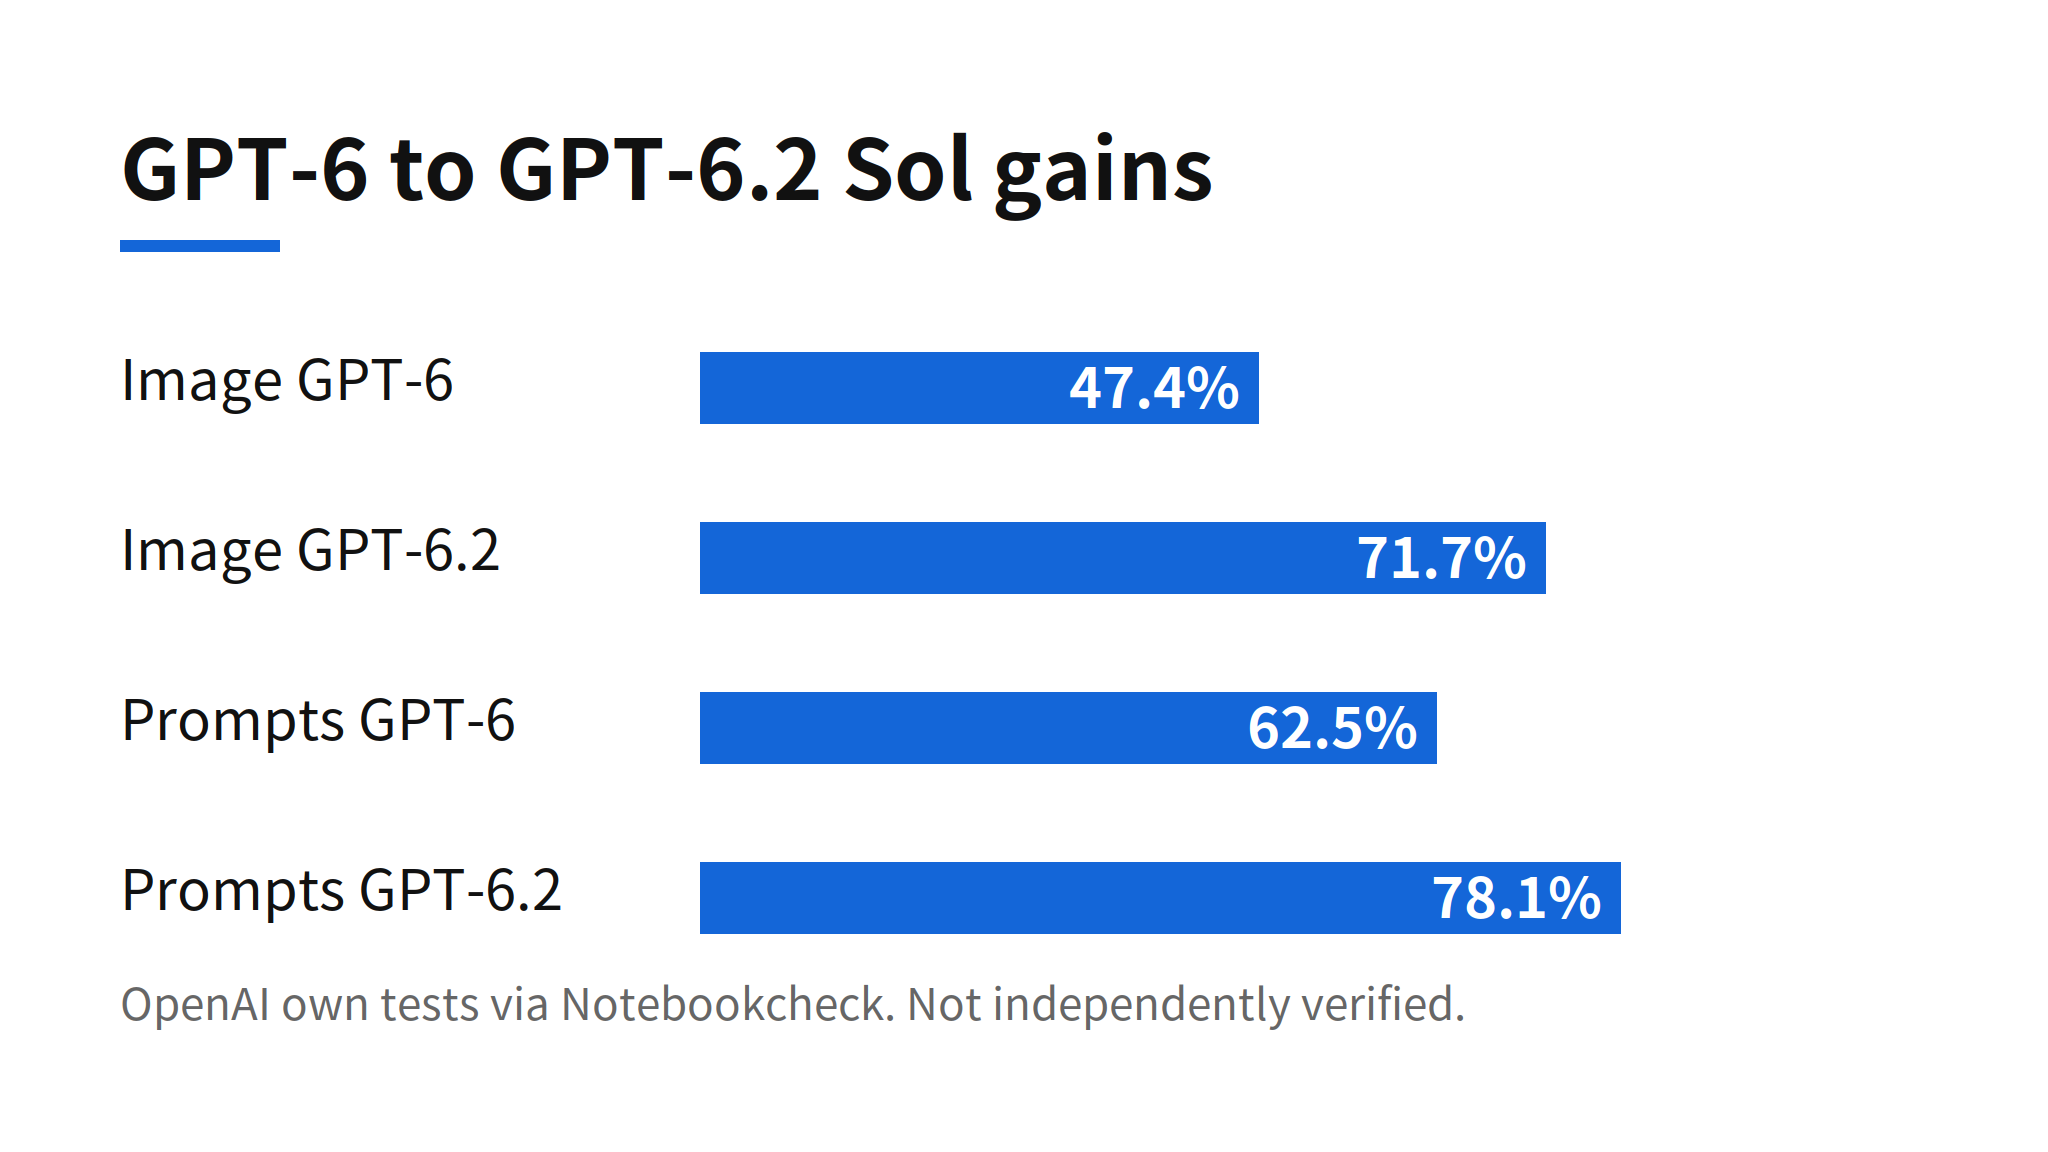 GPT-6 to GPT-6.2 Sol gains
Image GPT-6
47.4%
Image GPT-6.2
71.7%
Prompts GPT-6
62.5%
Prompts GPT-6.2
78.1%
OpenAI own tests via Notebookcheck. Not independently verified.